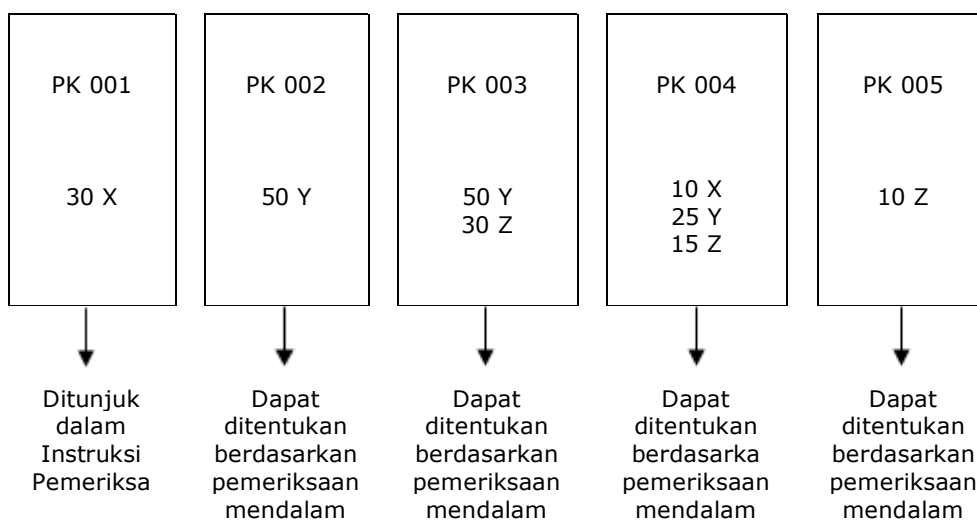 PK 001
30 X
Ditunjuk
dalam
Instruksi
Pemeriksa
PK 002
50 Y
Dapat
ditentukan
berdasarkan
pemeriksaan
mendalam
PK 003
50 Y
30 Z
Dapat
ditentukan
berdasarkan
pemeriksaan
mendalam
PK 004
10 X
25 Y
15 Z
Dapat
ditentukan
berdasarka
pemeriksaan
mendalam
PK 005
10 Z
Dapat
ditentukan
berdasarkan
pemeriksaan
mendalam